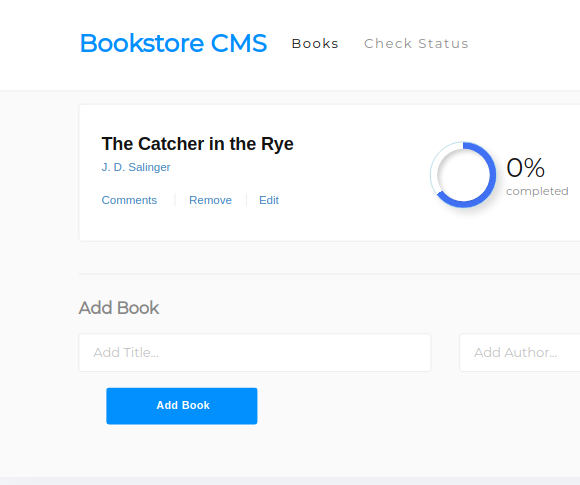 Bookstore CMS Books Check Status
The Catcher in the Rye
J. D. Salinger
Comments Remove Edit
0%
completed
Add Book
Add Title... Add Author...
Add Book